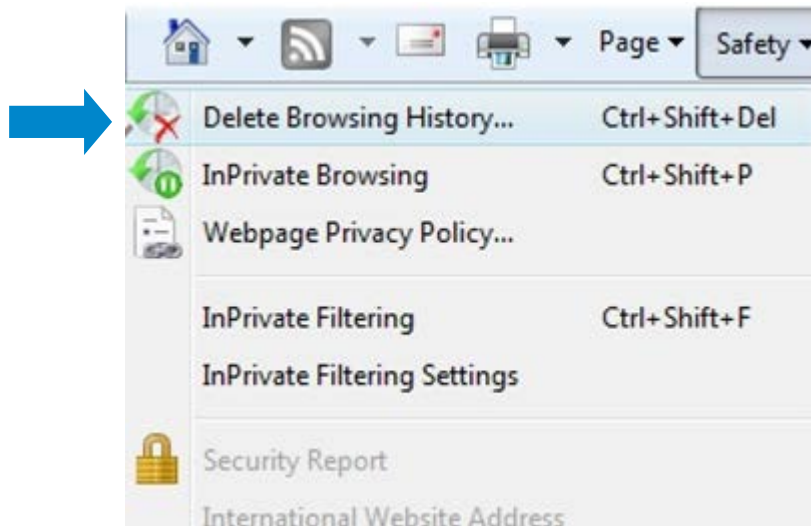 Page Safety
Delete Browsing History... Ctrl+Shift+Del
InPrivate Browsing Ctrl+Shift+P
Webpage Privacy Policy...
InPrivate Filtering Ctrl+Shift+F
InPrivate Filtering Settings
Security Report
International Website Address